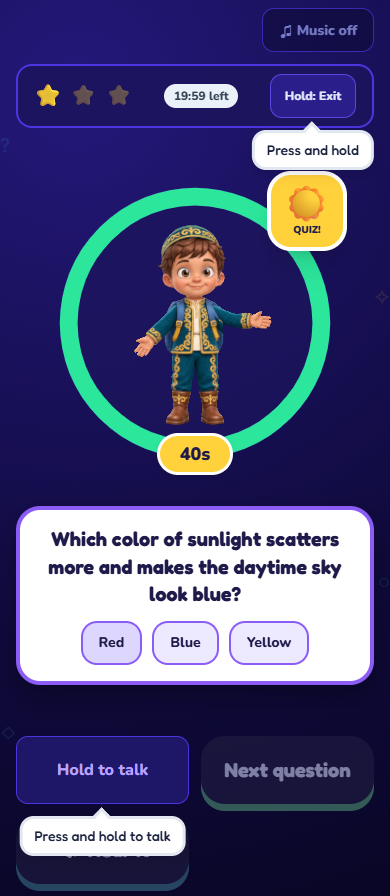 Music off
19:59 left
Hold: Exit
Press and hold
QUIZ!
40s
Which color of sunlight scatters
more and makes the daytime sky
look blue?
Red
Blue
Yellow
Hold to talk
Next question
Press and hold to talk